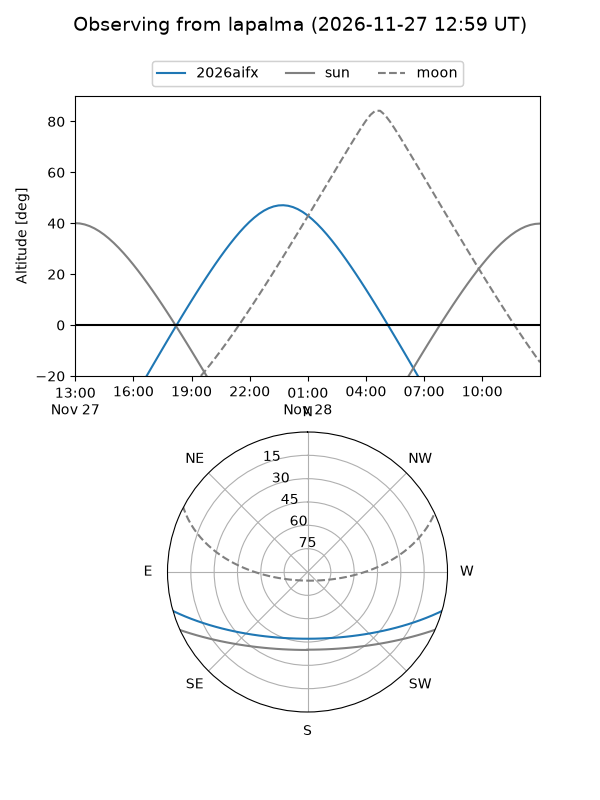 Observing from lapalma (2026-11-27 12:59 UT)
2026aifx sun moon
Altitude [deg]
80
60
40
20
0
−20
13:00 16:00 19:00 22:00 01:00 04:00 07:00 10:00
Nov 27 Nov 28
N
NE NW
15
30
45
60
75
E W
SE SW
S